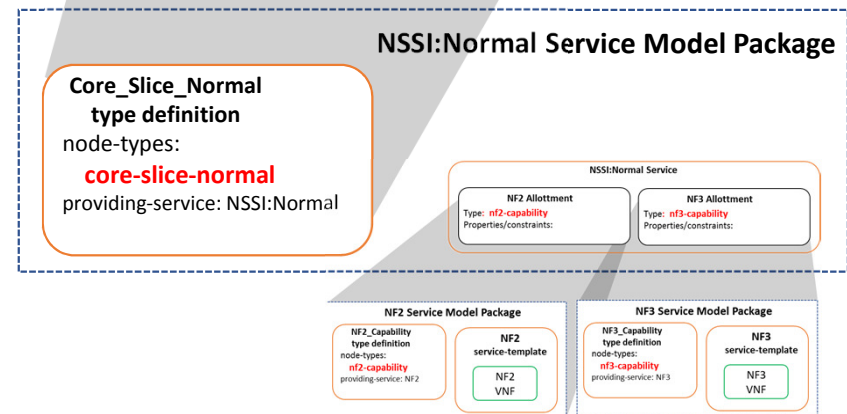 NSSI:Normal Service Model Package
Core_Slice_Normal
type definition
node-types:
core-slice-normal
providing-service: NSSI:Normal
NSSI:Normal Service
NF2 Allottment
Type: nf2-capability
Properties/constraints:
NF3 Allottment
Type: nf3-capability
Properties/constraints:
NF2 Service Model Package
NF2_Capability
type definition
node-types:
nf2-capability
providing-service: NF2
NF2
service-template
NF2
VNF
NF3 Service Model Package
NF3_Capability
type definition
node-types:
nf3-capability
providing-service: NF3
NF3
service-template
NF3
VNF